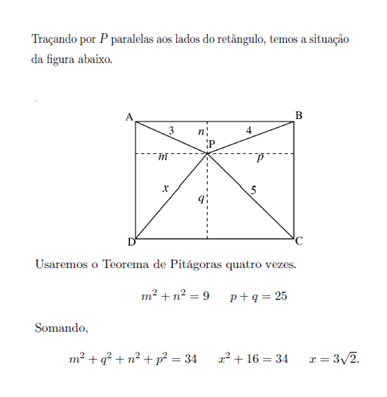 Traçando por P paralelas aos lados do retângulo, temos a situação
da figura abaixo.
A
B
3
n
4
P
m
p
x
q
5
D
C
Usaremos o Teorema de Pitágoras quatro vezes.
m² + n² = 9 p + q = 25
Somando,
m² + q² + n² + p² = 34 x² + 16 = 34 x = 3√2.